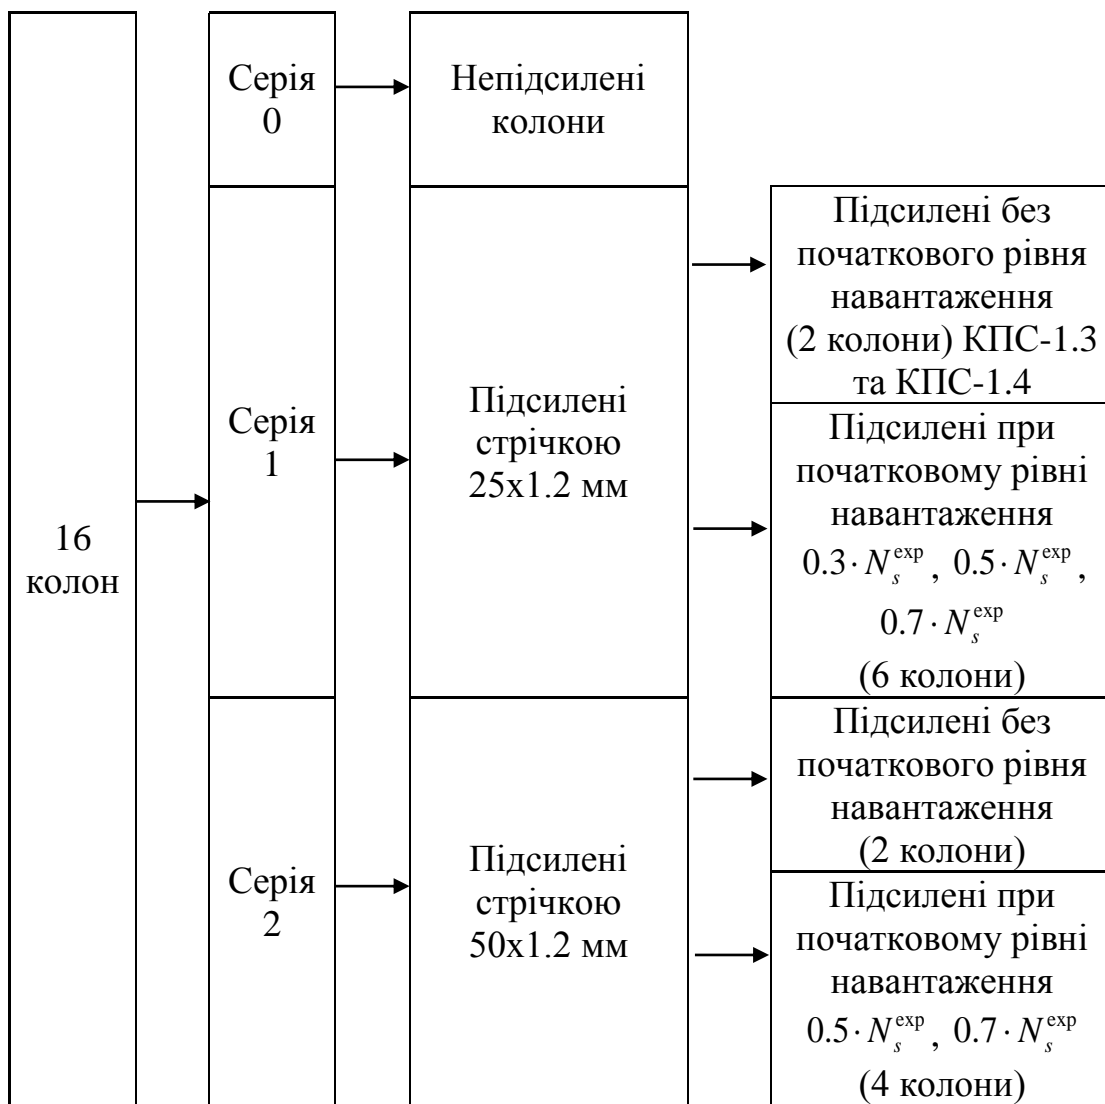 16
колон
Серія
0
Непідсилені
колони
Серія
1
Підсилені
стрічкою
25х1.2 мм
Підсилені без
початкового рівня
навантаження
(2 колони) КПС-1.3
та КПС-1.4
Підсилені при
початковому рівні
навантаження
0.3·N_s^exp, 0.5·N_s^exp,
0.7·N_s^exp
(6 колони)
Серія
2
Підсилені
стрічкою
50х1.2 мм
Підсилені без
початкового рівня
навантаження
(2 колони)
Підсилені при
початковому рівні
навантаження
0.5·N_s^exp, 0.7·N_s^exp
(4 колони)